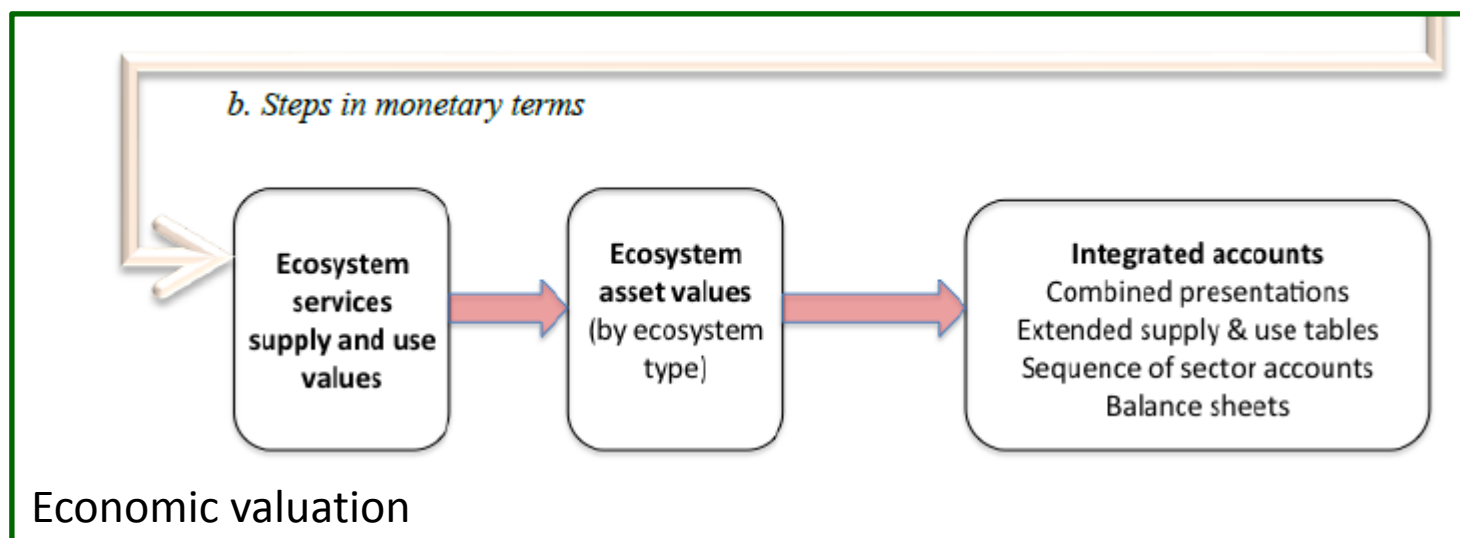 b. Steps in monetary terms
Ecosystem
services
supply and use
values
Ecosystem
asset values
(by ecosystem
type)
Integrated accounts
Combined presentations
Extended supply & use tables
Sequence of sector accounts
Balance sheets
Economic valuation